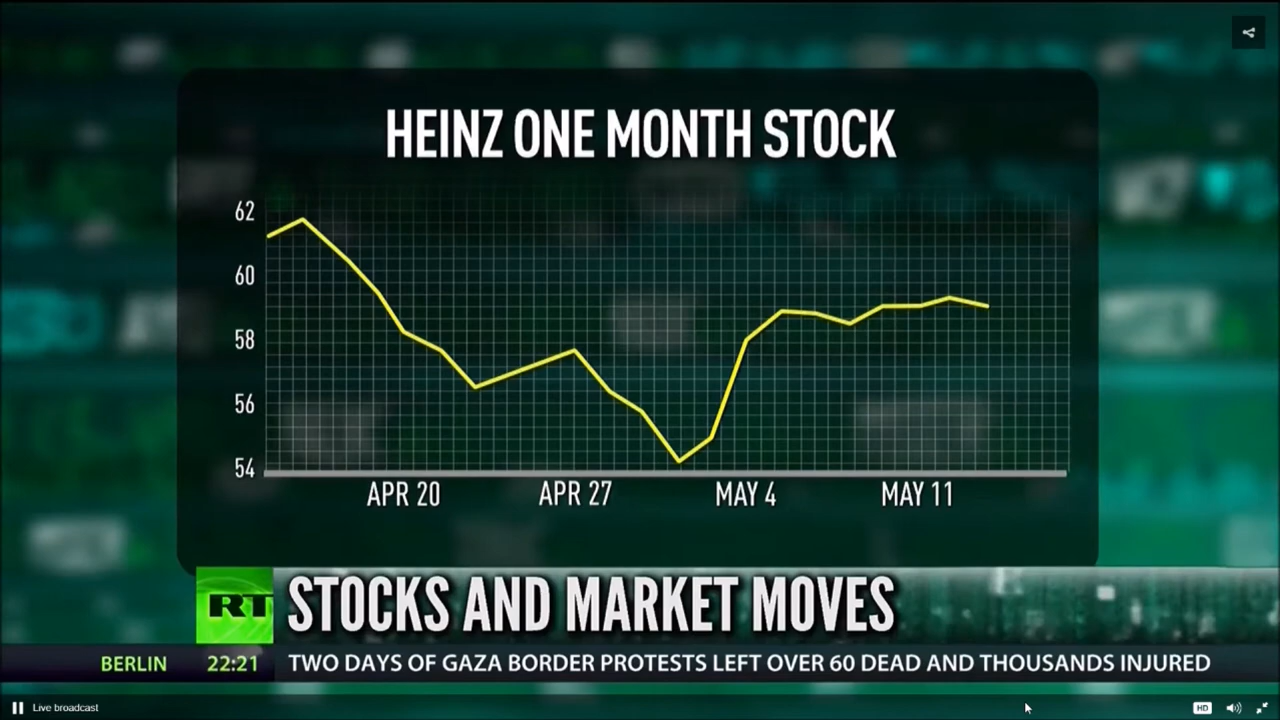 HEINZ ONE MONTH STOCK
62
60
58
56
54
APR 20 APR 27 MAY 4 MAY 11
RT STOCKS AND MARKET MOVES
BERLIN 22:21 TWO DAYS OF GAZA BORDER PROTESTS LEFT OVER 60 DEAD AND THOUSANDS INJURED
Live broadcast HD